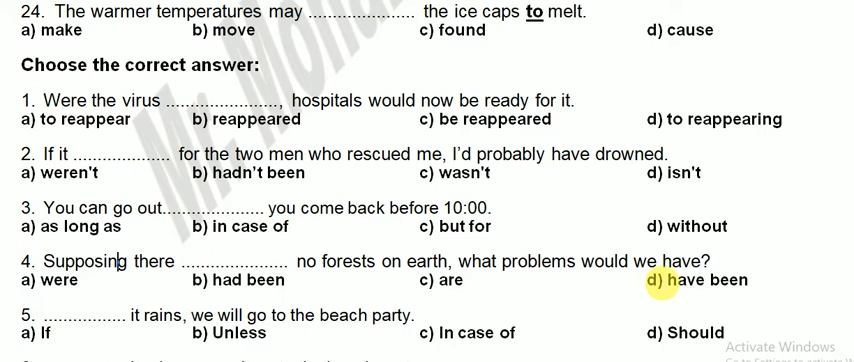 24. The warmer temperatures may ..................... the ice caps to melt.
a) make b) move c) found d) cause
Choose the correct answer:
1. Were the virus ......................., hospitals would now be ready for it.
a) to reappear b) reappeared c) be reappeared d) to reappearing
2. If it .................... for the two men who rescued me, I'd probably have drowned.
a) weren't b) hadn't been c) wasn't d) isn't
3. You can go out..................... you come back before 10:00.
a) as long as b) in case of c) but for d) without
4. Supposing there ..................... no forests on earth, what problems would we have?
a) were b) had been c) are d) have been
5. ................. it rains, we will go to the beach party.
a) If b) Unless c) In case of d) Should
Activate Windows